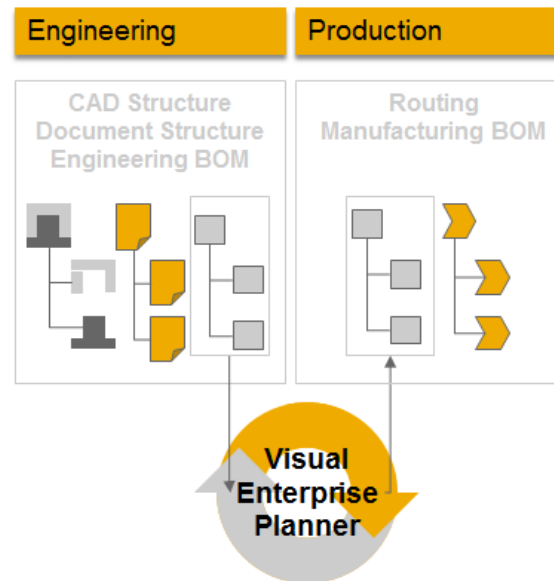 Engineering
Production
CAD Structure
Document Structure
Engineering BOM
Routing
Manufacturing BOM
Visual
Enterprise
Planner